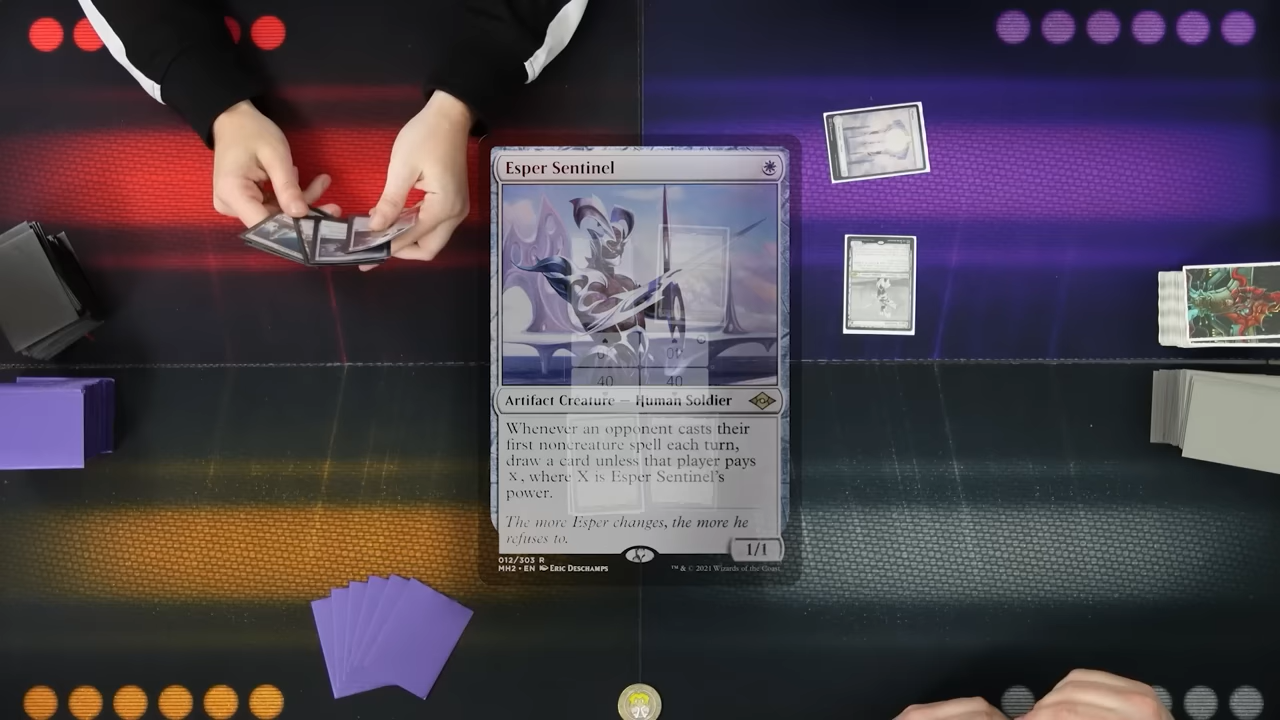 Esper Sentinel
40 40
Artifact Creature — Human Soldier
Whenever an opponent casts their
first noncreature spell each turn,
draw a card unless that player pays
X, where X is Esper Sentinel's
power.
The more Esper changes, the more he
refuses to.
1/1
012/303 R
MH2 • EN ERIC DESCHAMPS
™ & © 2021 Wizards of the Coast